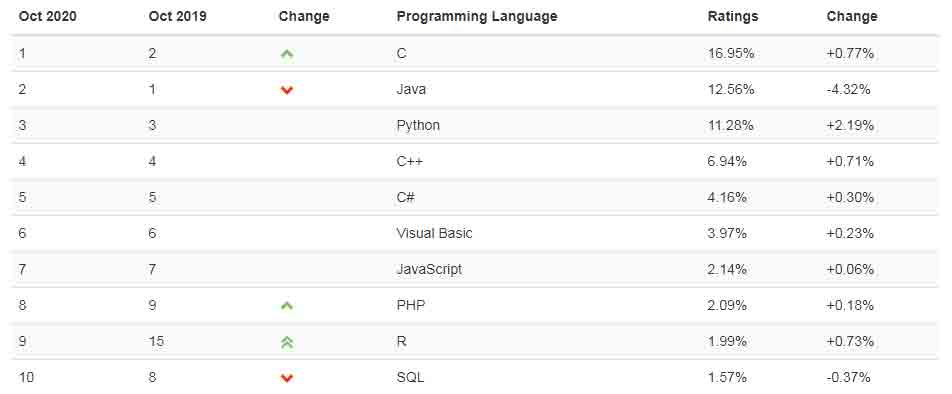 Oct 2020 Oct 2019 Change Programming Language Ratings Change
1 2 C 16.95% +0.77%
2 1 Java 12.56% -4.32%
3 3 Python 11.28% +2.19%
4 4 C++ 6.94% +0.71%
5 5 C# 4.16% +0.30%
6 6 Visual Basic 3.97% +0.23%
7 7 JavaScript 2.14% +0.06%
8 9 PHP 2.09% +0.18%
9 15 R 1.99% +0.73%
10 8 SQL 1.57% -0.37%